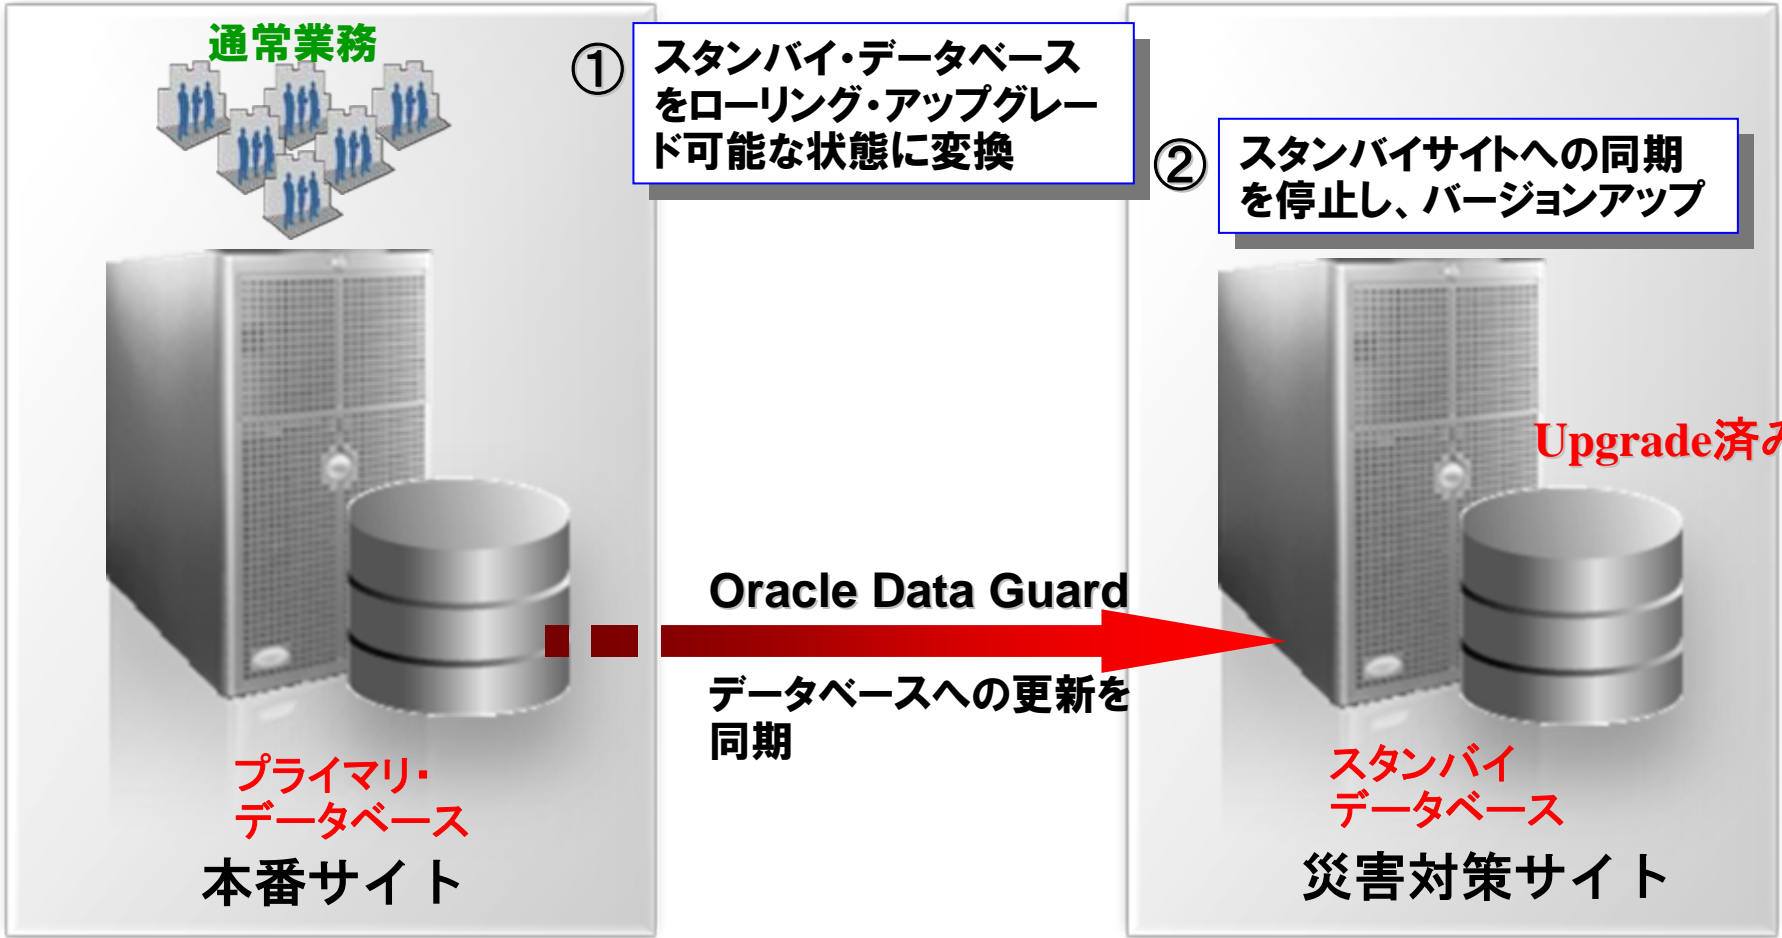 通常業務
①
スタンバイ・データベース
をローリング・アップグレー
ド可能な状態に変換
②
スタンバイサイトへの同期
を停止し、バージョンアップ
Upgrade済み
Oracle Data Guard
データベースへの更新を
同期
プライマリ・
データベース
本番サイト
スタンバイ
データベース
災害対策サイト